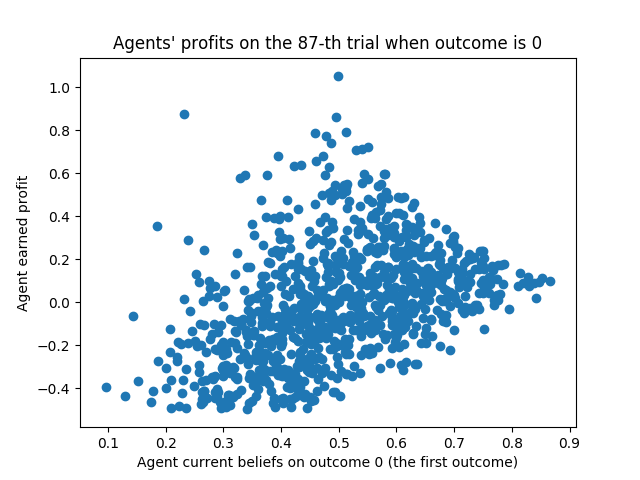 Agents' profits on the 87-th trial when outcome is 0
1.0
0.8
0.6
0.4
0.2
0.0
−0.2
−0.4
Agent earned profit
0.1 0.2 0.3 0.4 0.5 0.6 0.7 0.8 0.9
Agent current beliefs on outcome 0 (the first outcome)